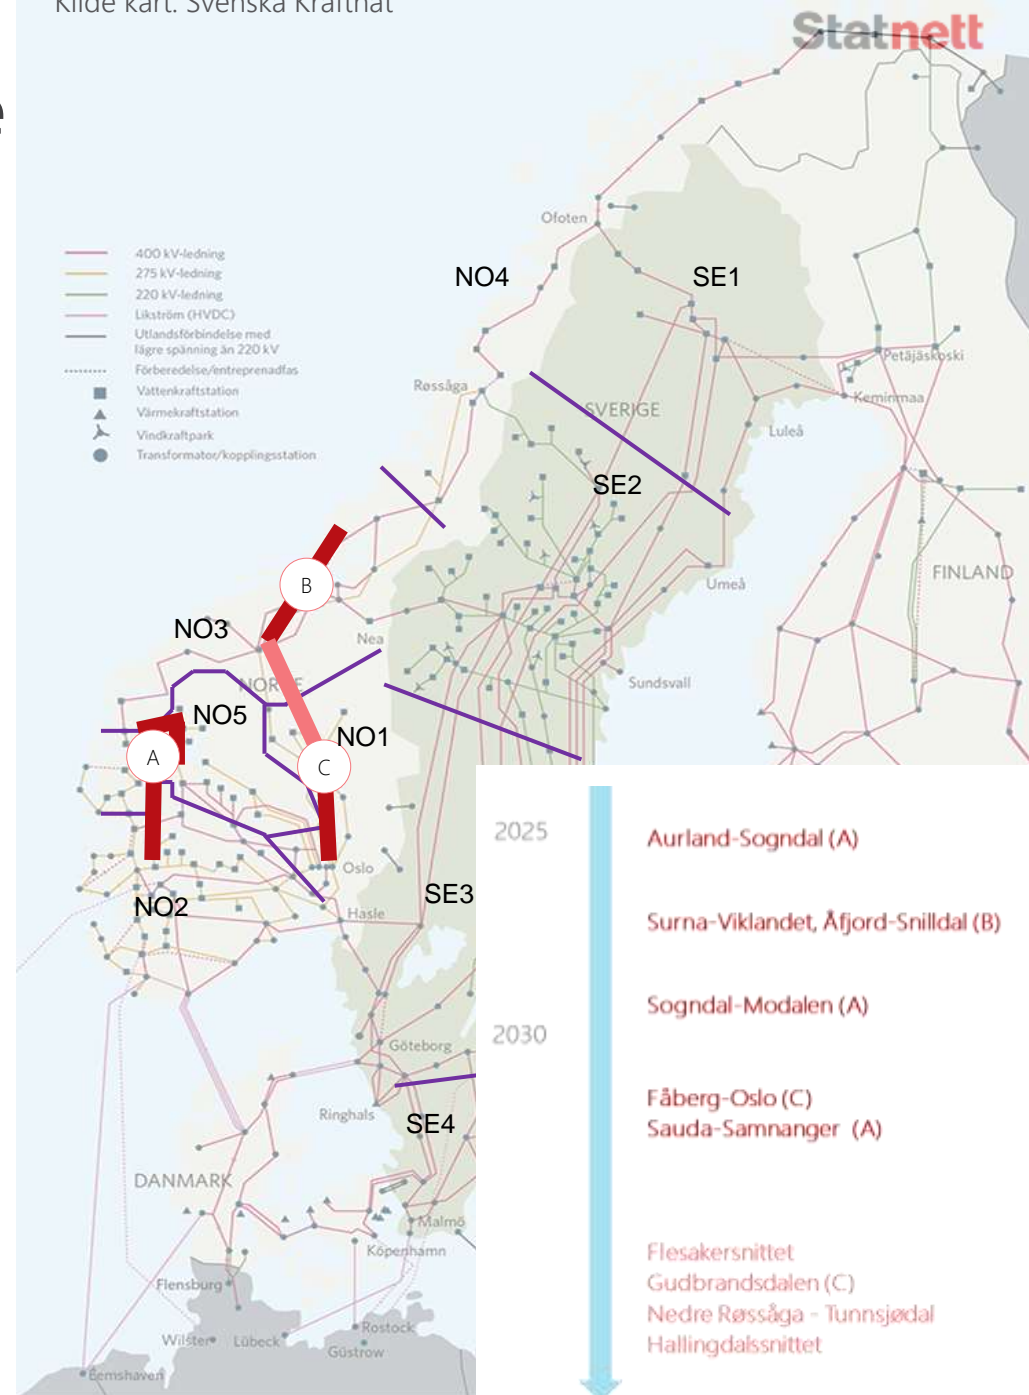 Kilde kart: Svenska Kraftnät
Statnett
e
Ofoten
400 kV-ledning
275 kV-ledning
220 kV-ledning
Likström (HVDC)
Utlandsförbindelse med
lägre spänning än 220 kV
Förberedelse/entreprenadfas
Vattenkraftstation
Värmekraftstation
Vindkraftpark
Transformator/kopplingsstation
NO4
SE1
Petäjäskoski
Røssåga
Keminmaa
SVERIGE
Luleå
SE2
B
Umeå
FINLAND
NO3
Nea
NORGE
Sundsvall
NO5
NO1
A
C
Oslo
SE3
NO2
Hasle
Göteborg
Ringhals
SE4
DANMARK
Malmö
Köpenhamn
Flensburg
Wilster
Lübeck
Rostock
Güstrow
Eemshaven
2025
Aurland-Sogndal (A)
Surna-Viklandet, Åfjord-Snilldal (B)
Sogndal-Modalen (A)
2030
Fåberg-Oslo (C)
Sauda-Samnanger (A)
Flesakersnittet
Gudbrandsdalen (C)
Nedre Røssåga - Tunnsjødal
Hallingdalssnittet